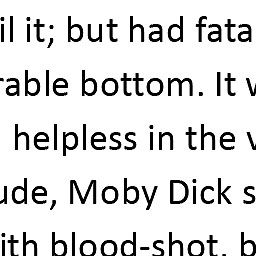 il it; but had fata
rable bottom. It
helpless in the
ude, Moby Dick s
ith blood-shot, b